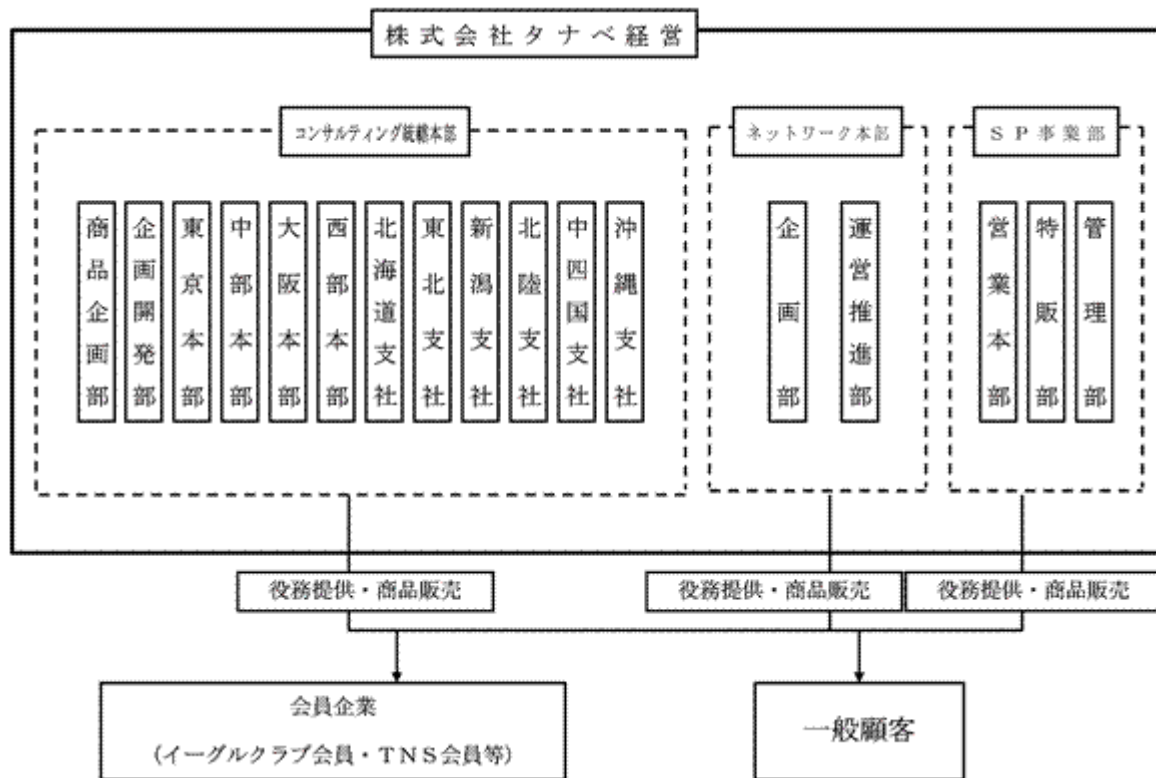 株式会社タナベ経営
コンサルティング統轄本部
ネットワーク本部
SP事業部
商品企画部
企画開発部
東京本部
中部本部
大阪本部
西部本部
北海道支社
東北支社
新潟支社
北陸支社
中四国支社
沖縄支社
企画部
運営推進部
営業本部
特販部
管理部
役務提供・商品販売
役務提供・商品販売
役務提供・商品販売
会員企業
(イーグルクラブ会員・TNS会員等)
一般顧客